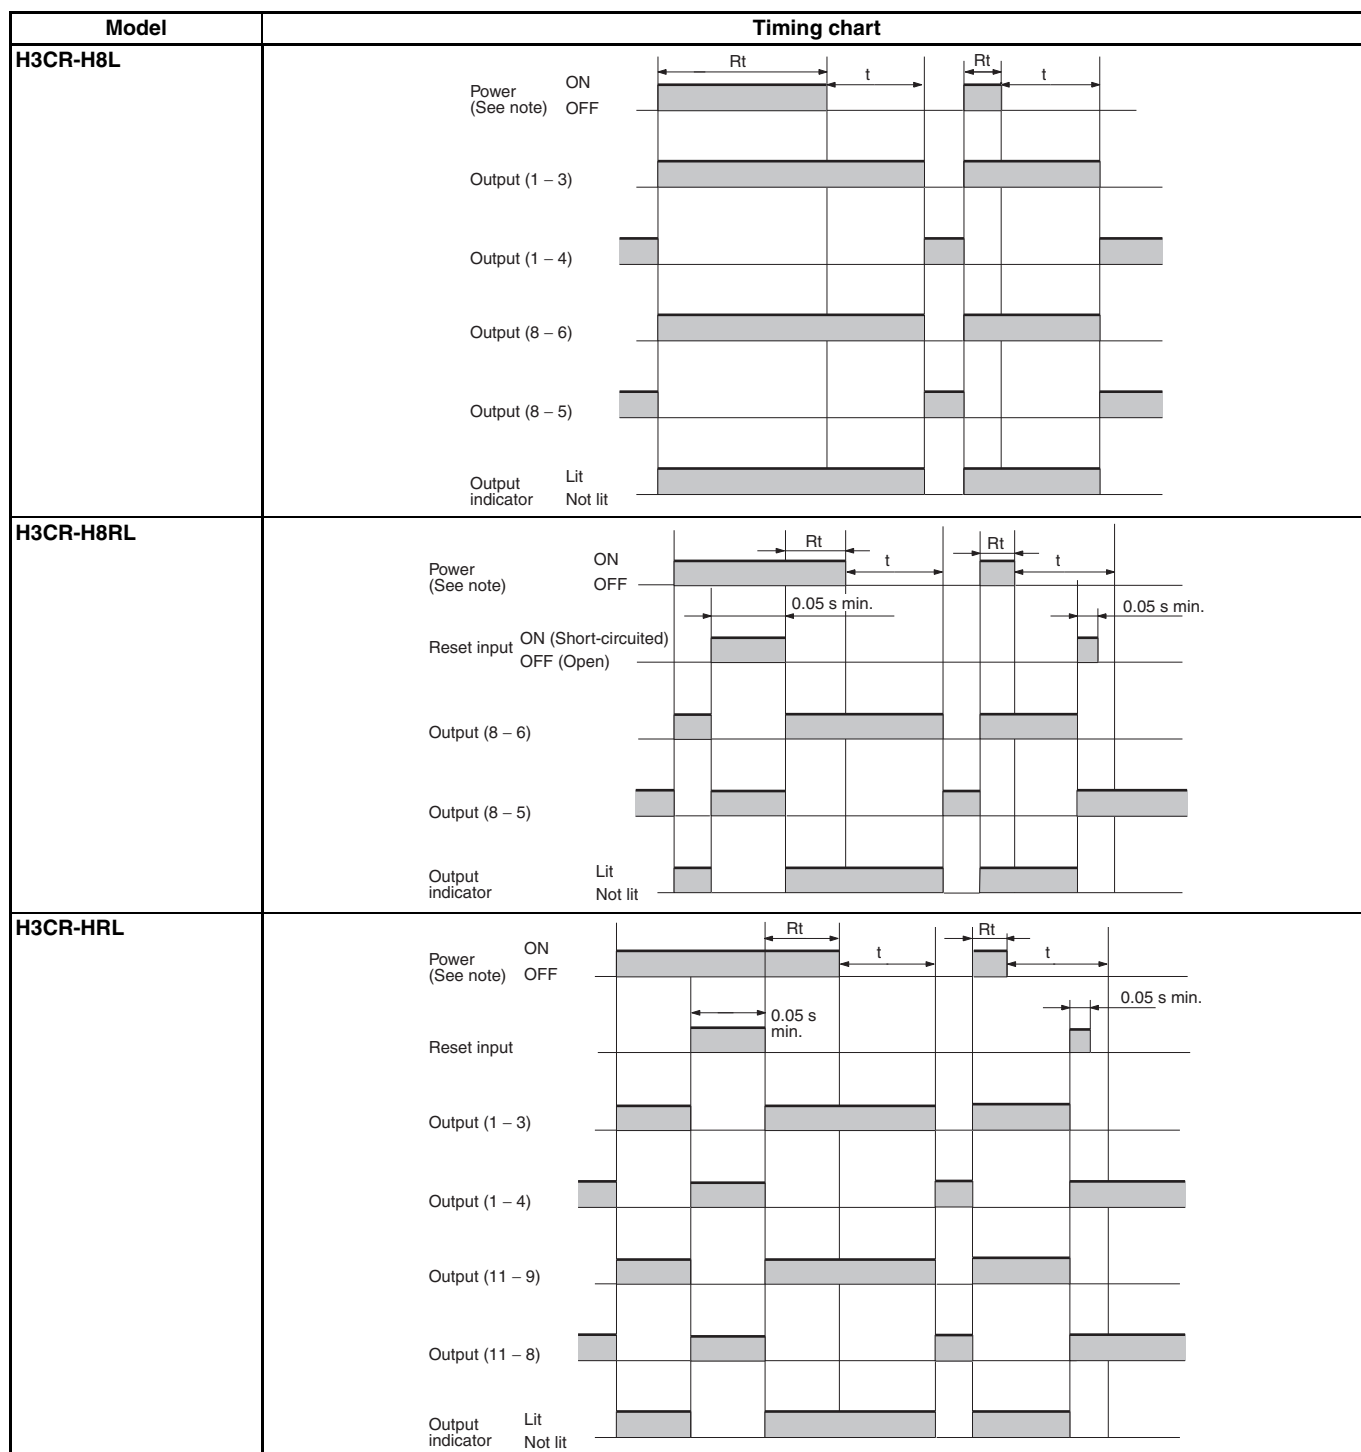 Model Timing chart
H3CR-H8L
Rt Rt
t t
Power ON
(See note) OFF
Output (1 – 3)
Output (1 – 4)
Output (8 – 6)
Output (8 – 5)
Output Lit
indicator Not lit
H3CR-H8RL
Rt Rt
t t
Power ON
(See note) OFF
0.05 s min. 0.05 s min.
Reset input ON (Short-circuited)
OFF (Open)
Output (8 – 6)
Output (8 – 5)
Output Lit
indicator Not lit
H3CR-HRL
Rt Rt
t t
Power ON
(See note) OFF
0.05 s min.
0.05 s
min.
Reset input
Output (1 – 3)
Output (1 – 4)
Output (11 – 9)
Output (11 – 8)
Output Lit
indicator Not lit